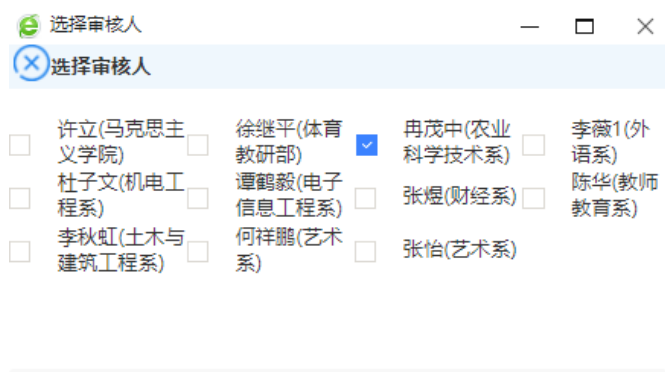 选择审核人
选择审核人
许立(马克思主
义学院)
徐继平(体育
教研部)
冉茂中(农业
科学技术系)
李薇1(外
语系)
杜子文(机电工
程系)
谭鹤毅(电子
信息工程系)
张煜(财经系)
陈华(教师
教育系)
李秋虹(土木与
建筑工程系)
何祥鹏(艺术
系)
张怡(艺术系)